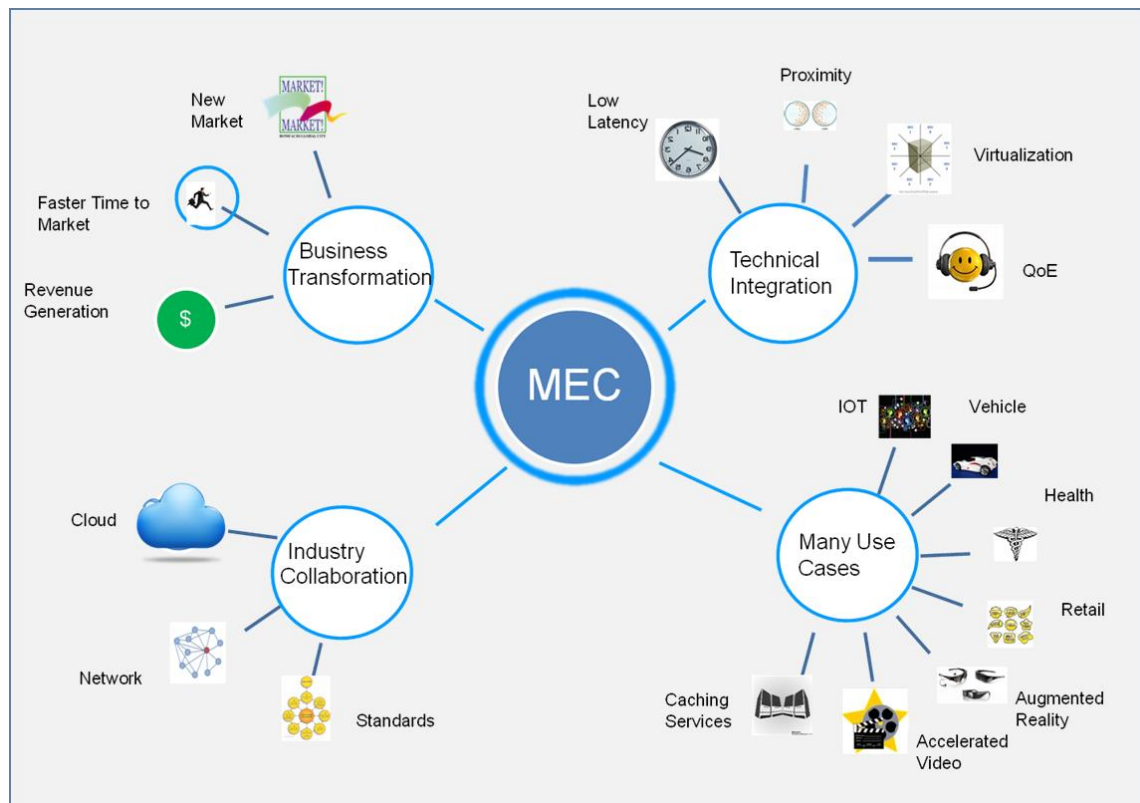 New
Market
MARKET!
MARKET!
Faster Time to
Market
Revenue
Generation
$
Business
Transformation
Low
Latency
Proximity
Virtualization
QoE
Technical
Integration
MEC
Cloud
Network
Standards
Industry
Collaboration
IOT
Vehicle
Health
Retail
Augmented
Reality
Accelerated
Video
Caching
Services
Many Use
Cases